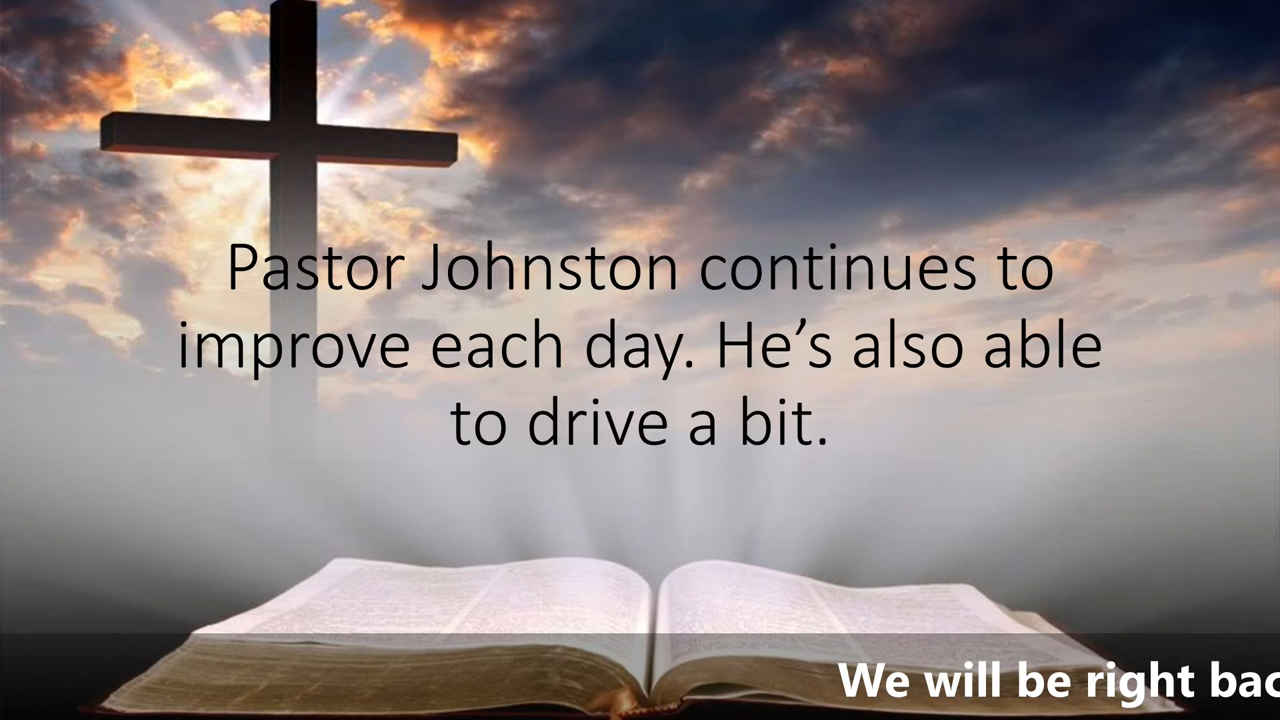 Pastor Johnston continues to
improve each day. He’s also able
to drive a bit.
We will be right bac